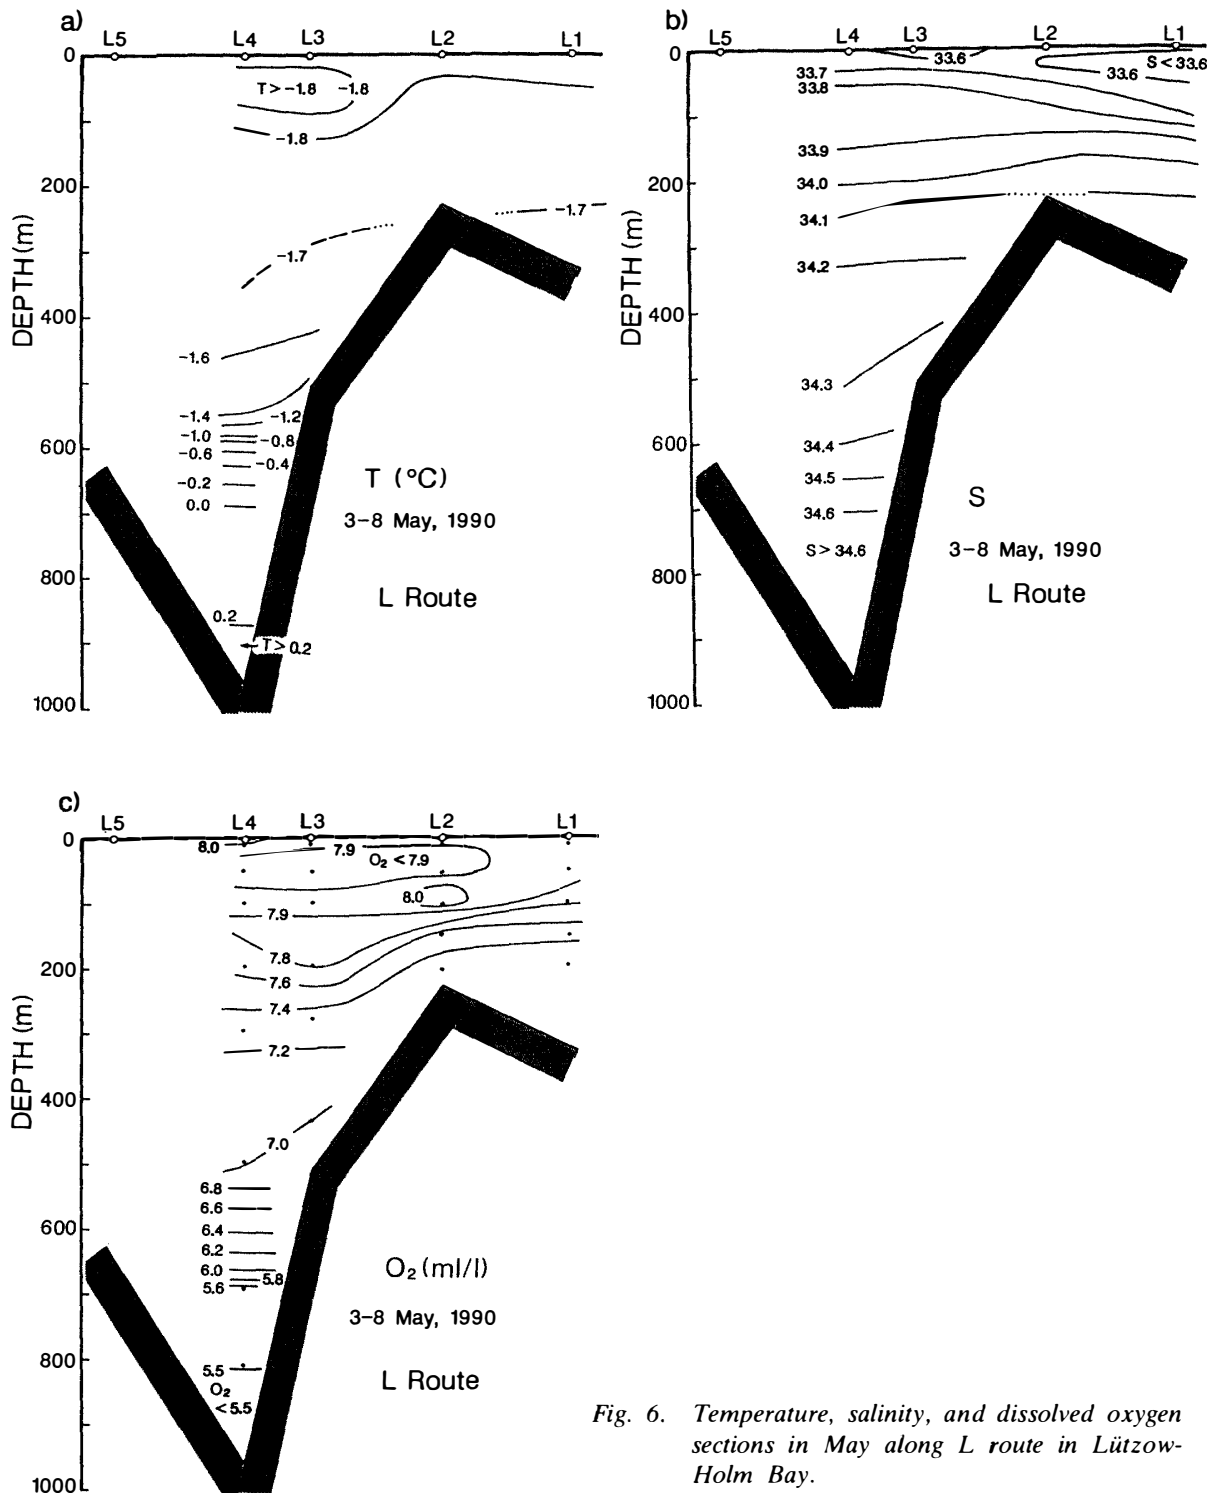 a)
L5 L4 L3 L2 L1
0
T > −1.8 −1.8
−1.8
200
−1.7
−1.7
DEPTH (m)
400
−1.6
−1.4 −1.2
−1.0 −0.8
−0.6 −0.4
600
−0.2
0.0
T (°C)
3–8 May, 1990
800
L Route
0.2
T > 0.2
1000
b)
L5 L4 L3 L2 L1
0
33.6 S < 33.6
33.7 33.6
33.8
33.9
34.0
200
34.1
34.2
DEPTH (m)
400
34.3
34.4
600
34.5
34.6
S
S > 34.6
3–8 May, 1990
800
L Route
1000
c)
L5 L4 L3 L2 L1
0
8.0 7.9 O₂ < 7.9
8.0
7.9
7.8
200
7.6
7.4
7.2
DEPTH (m)
400
7.0
6.8
6.6
600
6.4
6.2
6.0 5.8
5.6
O₂ (ml/l)
3–8 May, 1990
800
5.5
L Route
O₂
< 5.5
1000
Fig. 6. Temperature, salinity, and dissolved oxygen
sections in May along L route in Lützow-
Holm Bay.